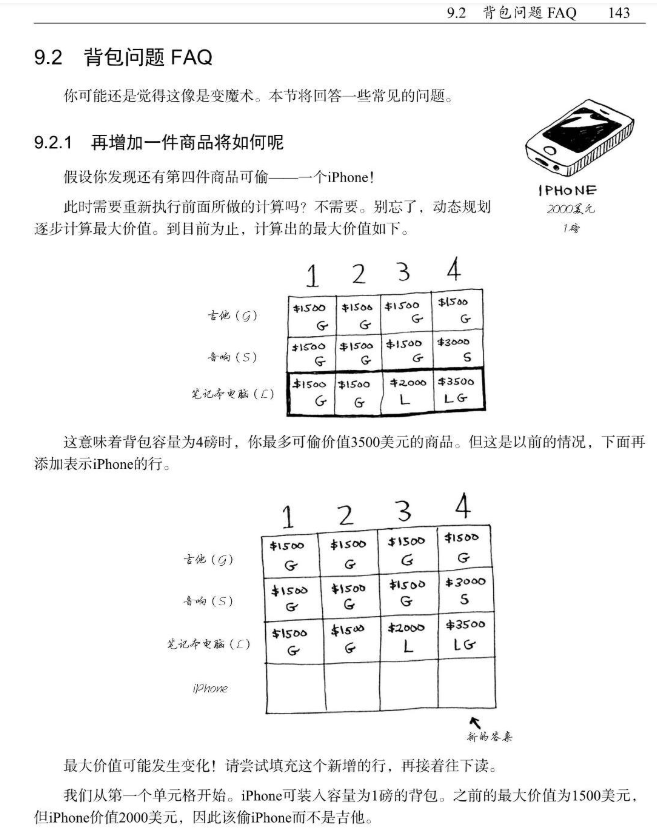 9.2 背包问题 FAQ 143
9.2 背包问题 FAQ
你可能还是觉得这像是变魔术。本节将回答一些常见的问题。
9.2.1 再增加一件商品将如何呢
假设你发现还有第四件商品可偷——一个iPhone!
此时需要重新执行前面所做的计算吗?不需要。别忘了,动态规划
逐步计算最大价值。到目前为止,计算出的最大价值如下。
IPHONE
2000美元
1磅
1 2 3 4
吉他(G) $1500 G $1500 G $1500 G $1500 G
音响(S) $1500 G $1500 G $1500 G $3000 S
笔记本电脑(L) $1500 G $1500 G $2000 L $3500 LG
这意味着背包容量为4磅时,你最多可偷价值3500美元的商品。但这是以前的情况,下面再
添加表示iPhone的行。
1 2 3 4
吉他(G) $1500 G $1500 G $1500 G $1500 G
音响(S) $1500 G $1500 G $1500 G $3000 S
笔记本电脑(L) $1500 G $1500 G $2000 L $3500 LG
iPhone
新的答案
最大价值可能发生变化!请尝试填充这个新增的行,再接着往下读。
我们从第一个单元格开始。iPhone可装入容量为1磅的背包。之前的最大价值为1500美元,
但iPhone价值2000美元,因此该偷iPhone而不是吉他。